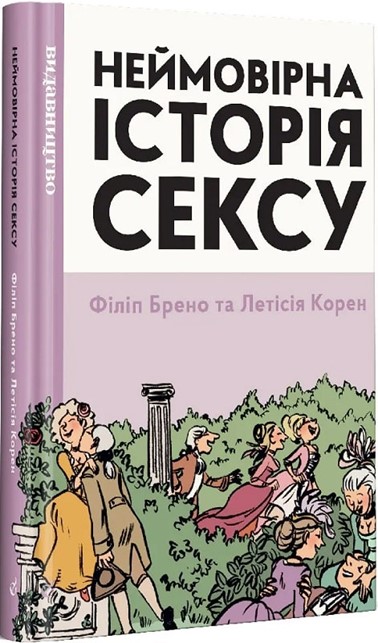 НЕЙМОВІРНА
ІСТОРІЯ
СЕКСУ
Філіп Брено та Летісія Корен
ВИДАВНИЦТВО
НЕЙМОВІРНА ІСТОРІЯ СЕКСУ
Філіп Брено та Летісія Корен